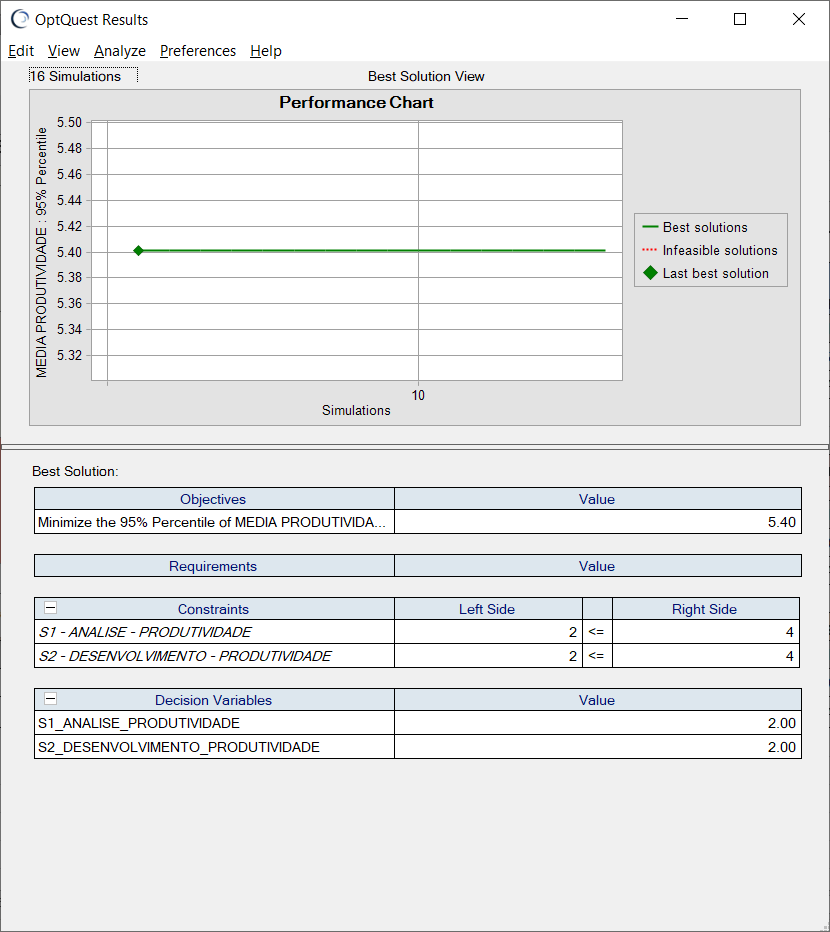 OptQuest Results
Edit View Analyze Preferences Help
16 Simulations Best Solution View
Performance Chart
MEDIA PRODUTIVIDADE : 95% Percentile
5.50
5.48
5.46
5.44
5.42
5.40
5.38
5.36
5.34
5.32
10
Simulations
Best solutions
Infeasible solutions
Last best solution
Best Solution:
Objectives Value
Minimize the 95% Percentile of MEDIA PRODUTIVIDA... 5.40
Requirements Value
Constraints Left Side Right Side
S1 - ANALISE - PRODUTIVIDADE 2 <= 4
S2 - DESENVOLVIMENTO - PRODUTIVIDADE 2 <= 4
Decision Variables Value
S1_ANALISE_PRODUTIVIDADE 2.00
S2_DESENVOLVIMENTO_PRODUTIVIDADE 2.00